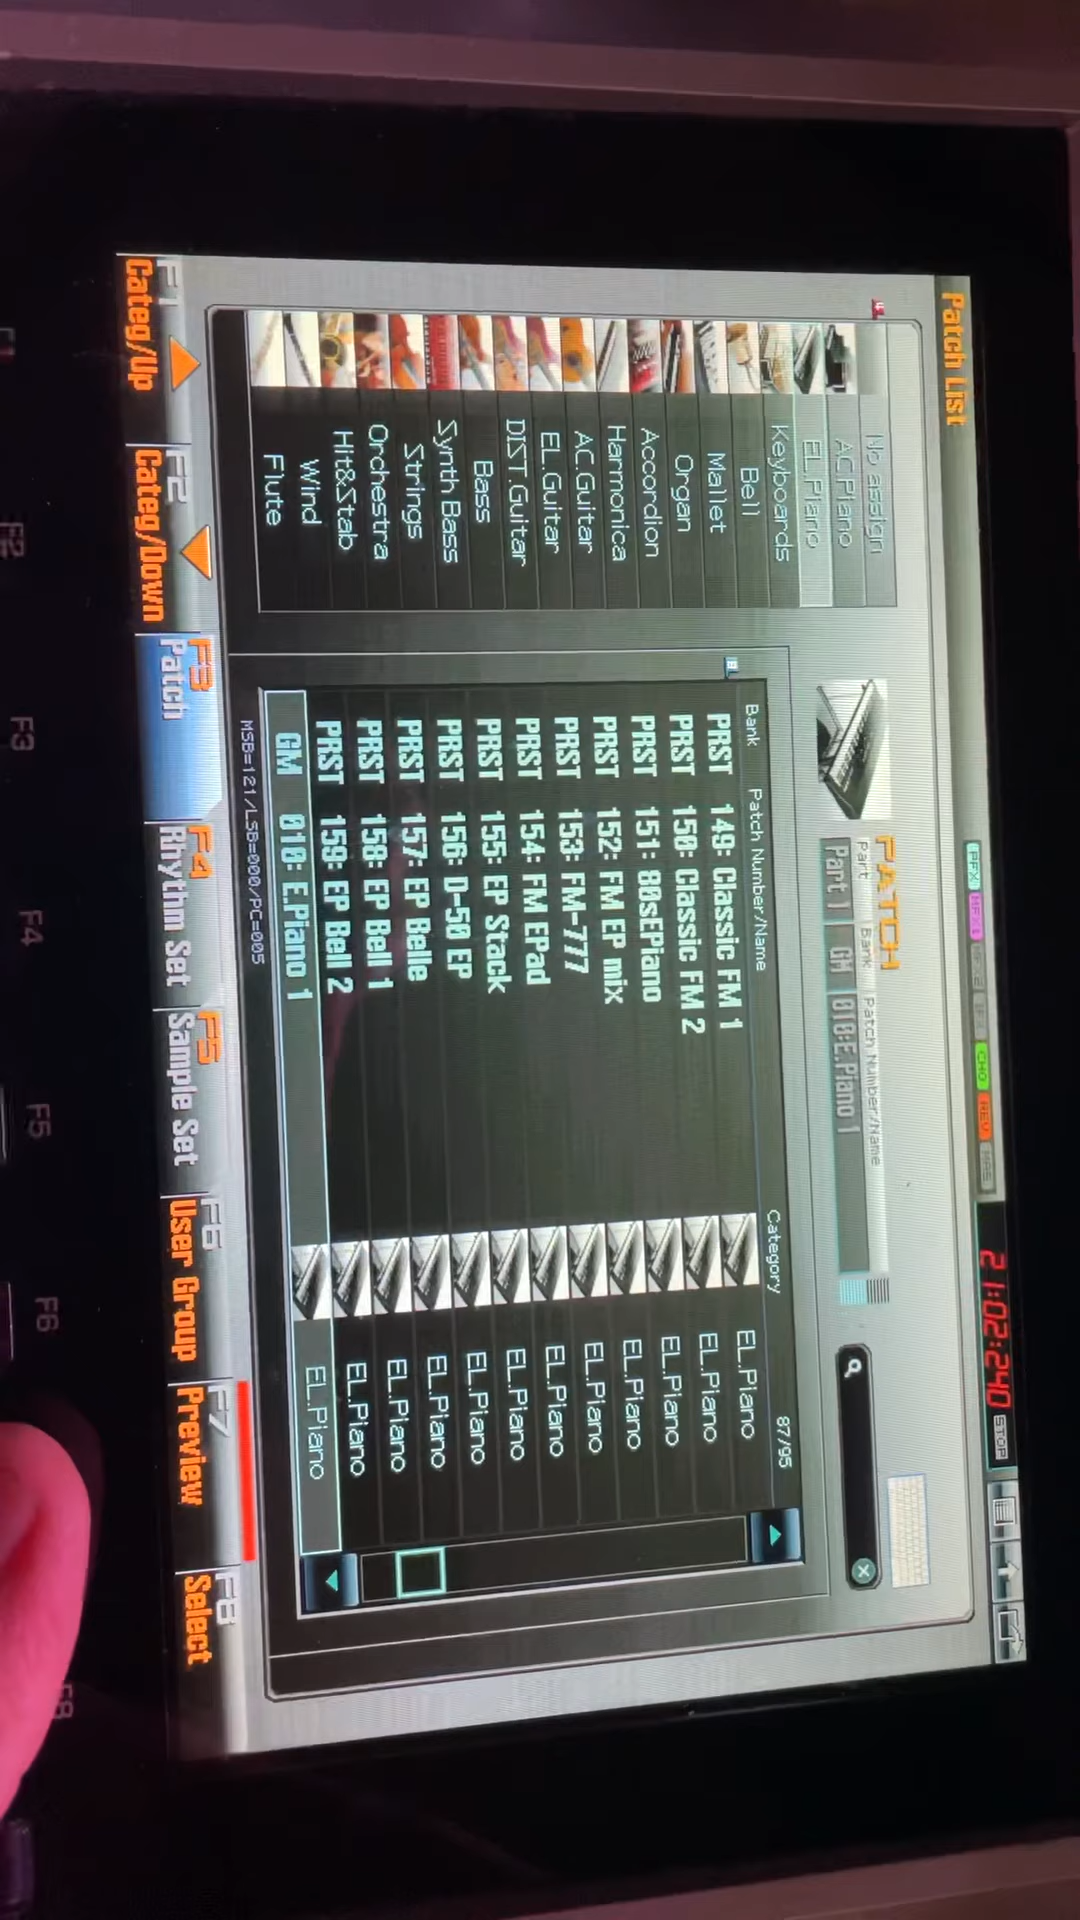 Patch List
PFX
MFX1
MFX2
CHO
REV
MAS
STOP
PATCH
Part Bank Patch Number/Name
Part 1 GM 010:E.Piano 1
No assign
AC.Piano
EL.Piano
Keyboards
Bell
Mallet
Organ
Accordion
Harmonica
AC.Guitar
EL.Guitar
DIST.Guitar
Bass
Synth Bass
Strings
Orchestra
Hit&Stab
Wind
Flute
Bank Patch Number/Name Category 87/95
PRST 149: Classic FM 1 EL.Piano
PRST 150: Classic FM 2 EL.Piano
PRST 151: 80sEPiano EL.Piano
PRST 152: FM EP mix EL.Piano
PRST 153: FM-777 EL.Piano
PRST 154: FM EPad EL.Piano
PRST 155: EP Stack EL.Piano
PRST 156: D-50 EP EL.Piano
PRST 157: EP Belle EL.Piano
PRST 158: EP Bell 1 EL.Piano
PRST 159: EP Bell 2 EL.Piano
GM 010: E.Piano 1 EL.Piano
MSB=121/LSB=000/PC=005
F1 F2 F3 F4 F5 F6 F7 F8
Categ/Up Categ/Down Patch Rhythm Set Sample Set User Group Preview Select
F2 F3 F4 F5 F6 F8